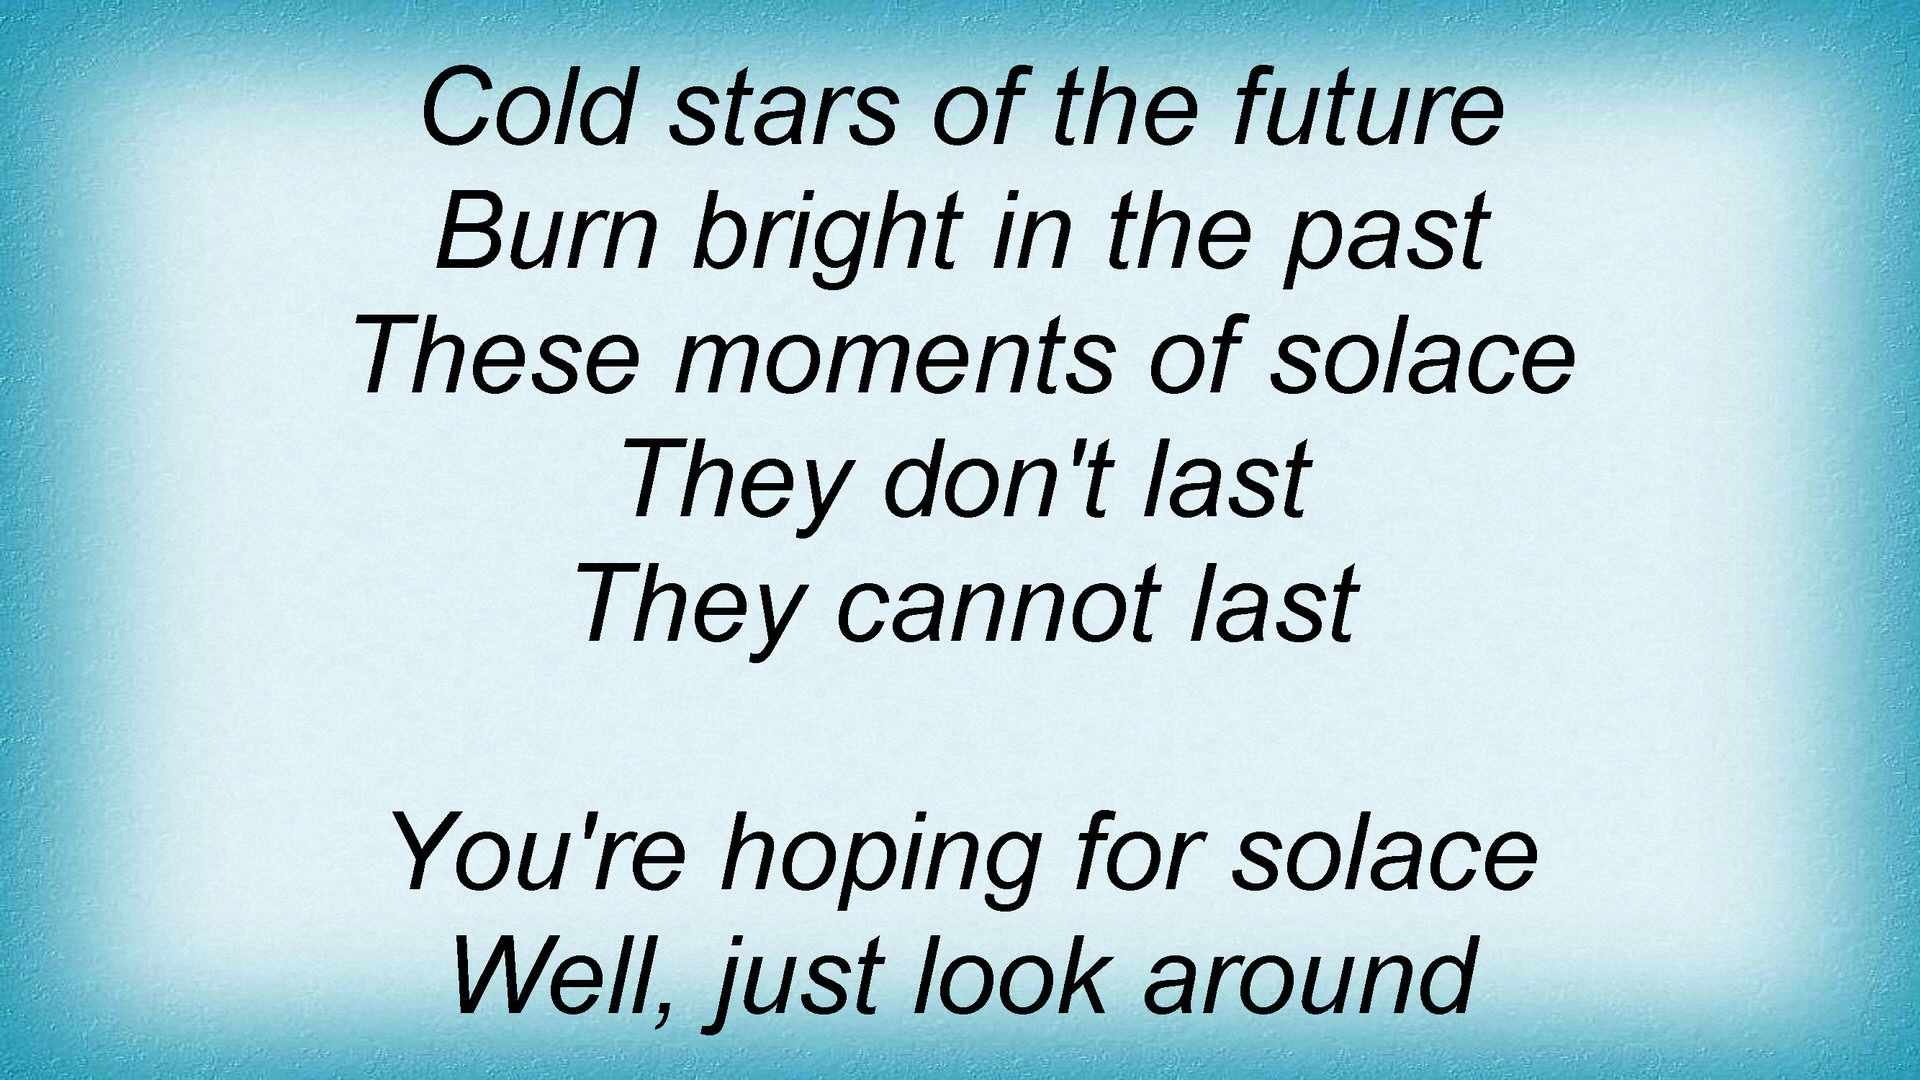 Cold stars of the future
Burn bright in the past
These moments of solace
They don't last
They cannot last
You're hoping for solace
Well, just look around